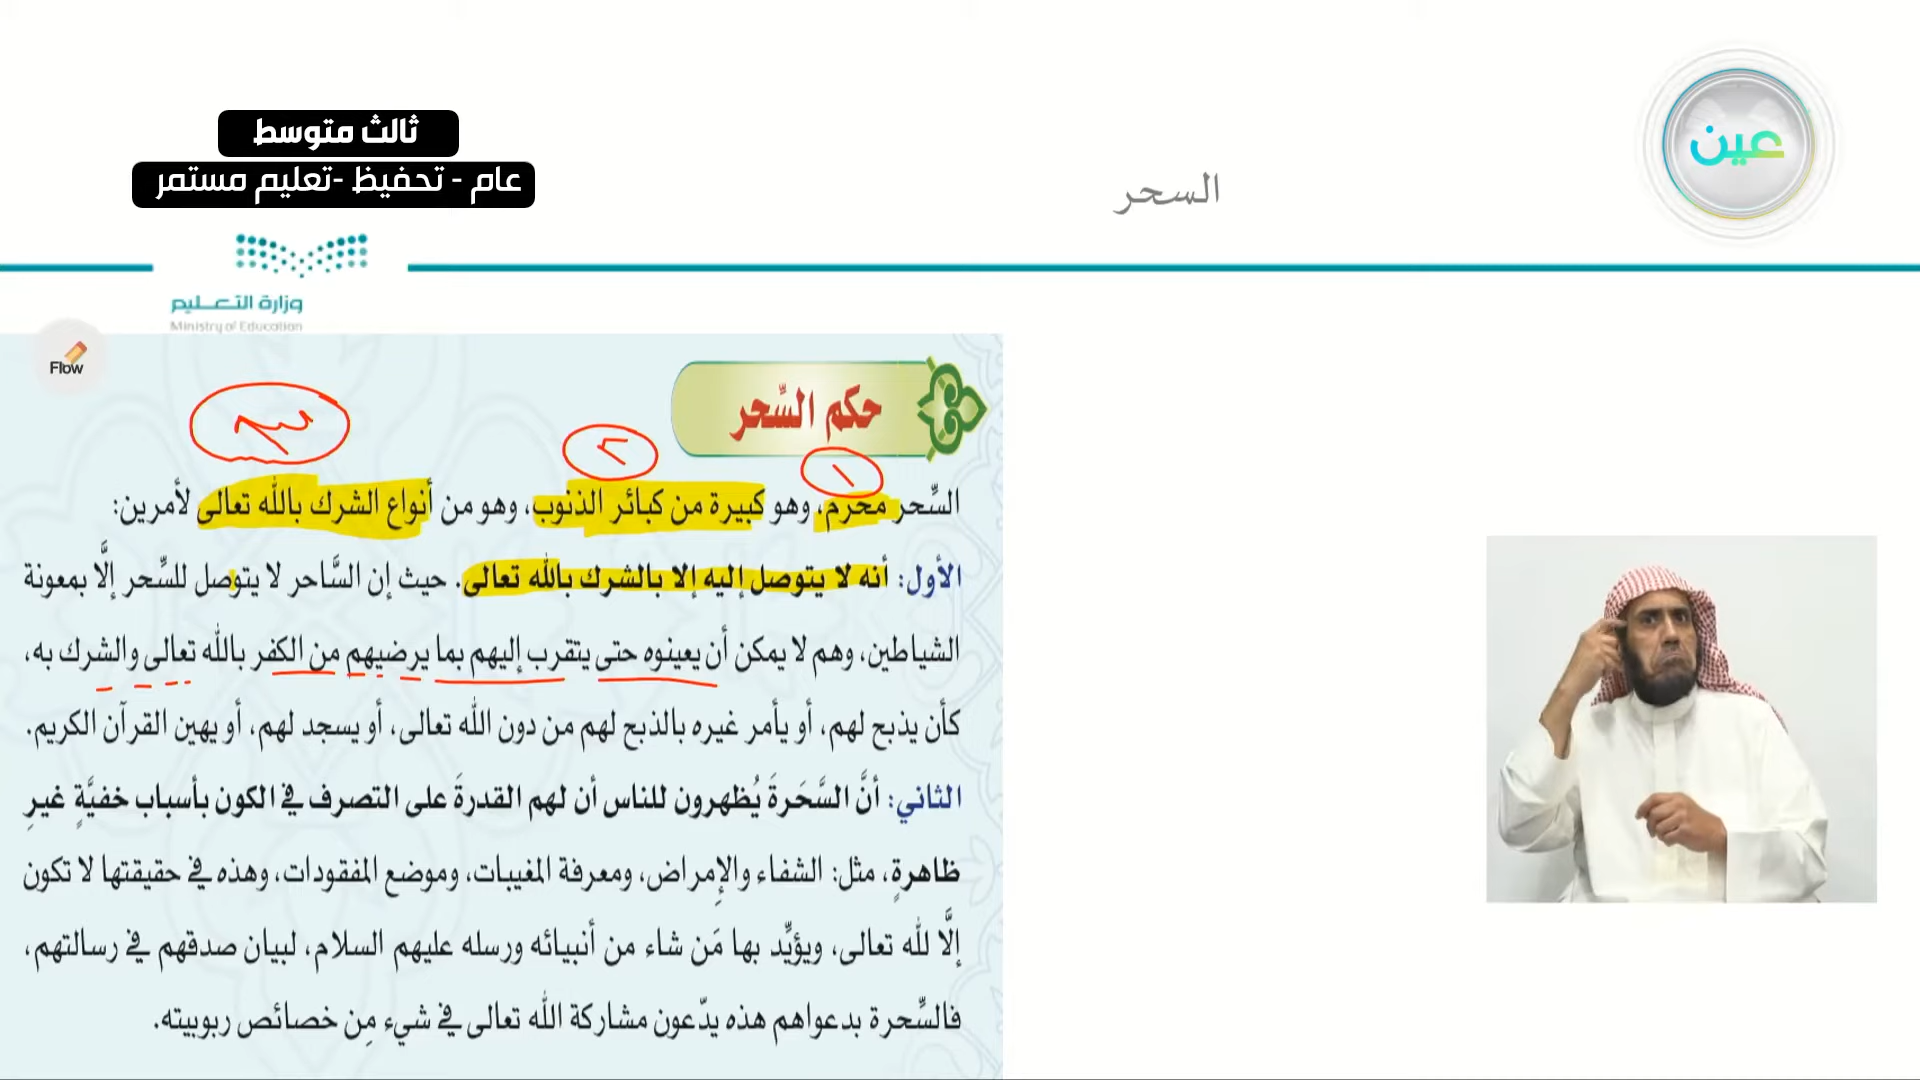 ثالث متوسط
عام - تحفيظ -تعليم مستمر
السحر
عين
وزارة التعـليم
Ministry of Education
Flow
حكم السِّحر
١
٢
٣
السِّحر محرم، وهو كبيرة من كبائر الذنوب، وهو من أنواع الشرك بالله تعالى لأمرين:
الأول: أنه لا يتوصل إليه إلا بالشرك بالله تعالى. حيث إن السَّاحر لا يتوصل للسِّحر إلَّا بمعونة
الشياطين، وهم لا يمكن أن يعينوه حتى يتقرب إليهم بما يرضيهم من الكفر بالله تعالى والشرك به،
كأن يذبح لهم، أو يأمر غيره بالذبح لهم من دون الله تعالى، أو يسجد لهم، أو يهين القرآن الكريم.
الثاني: أنَّ السَّحَرةَ يُظهرون للناس أن لهم القدرةَ على التصرف في الكون بأسباب خفيَّةٍ غيرِ
ظاهرةٍ، مثل: الشفاء والإمراض، ومعرفة المغيبات، وموضع المفقودات، وهذه في حقيقتها لا تكون
إلَّا لله تعالى، ويؤيِّد بها مَن شاء من أنبيائه ورسله عليهم السلام، لبيان صدقهم في رسالتهم،
فالسِّحرة بدعواهم هذه يدّعون مشاركة الله تعالى في شيء مِن خصائص ربوبيته.